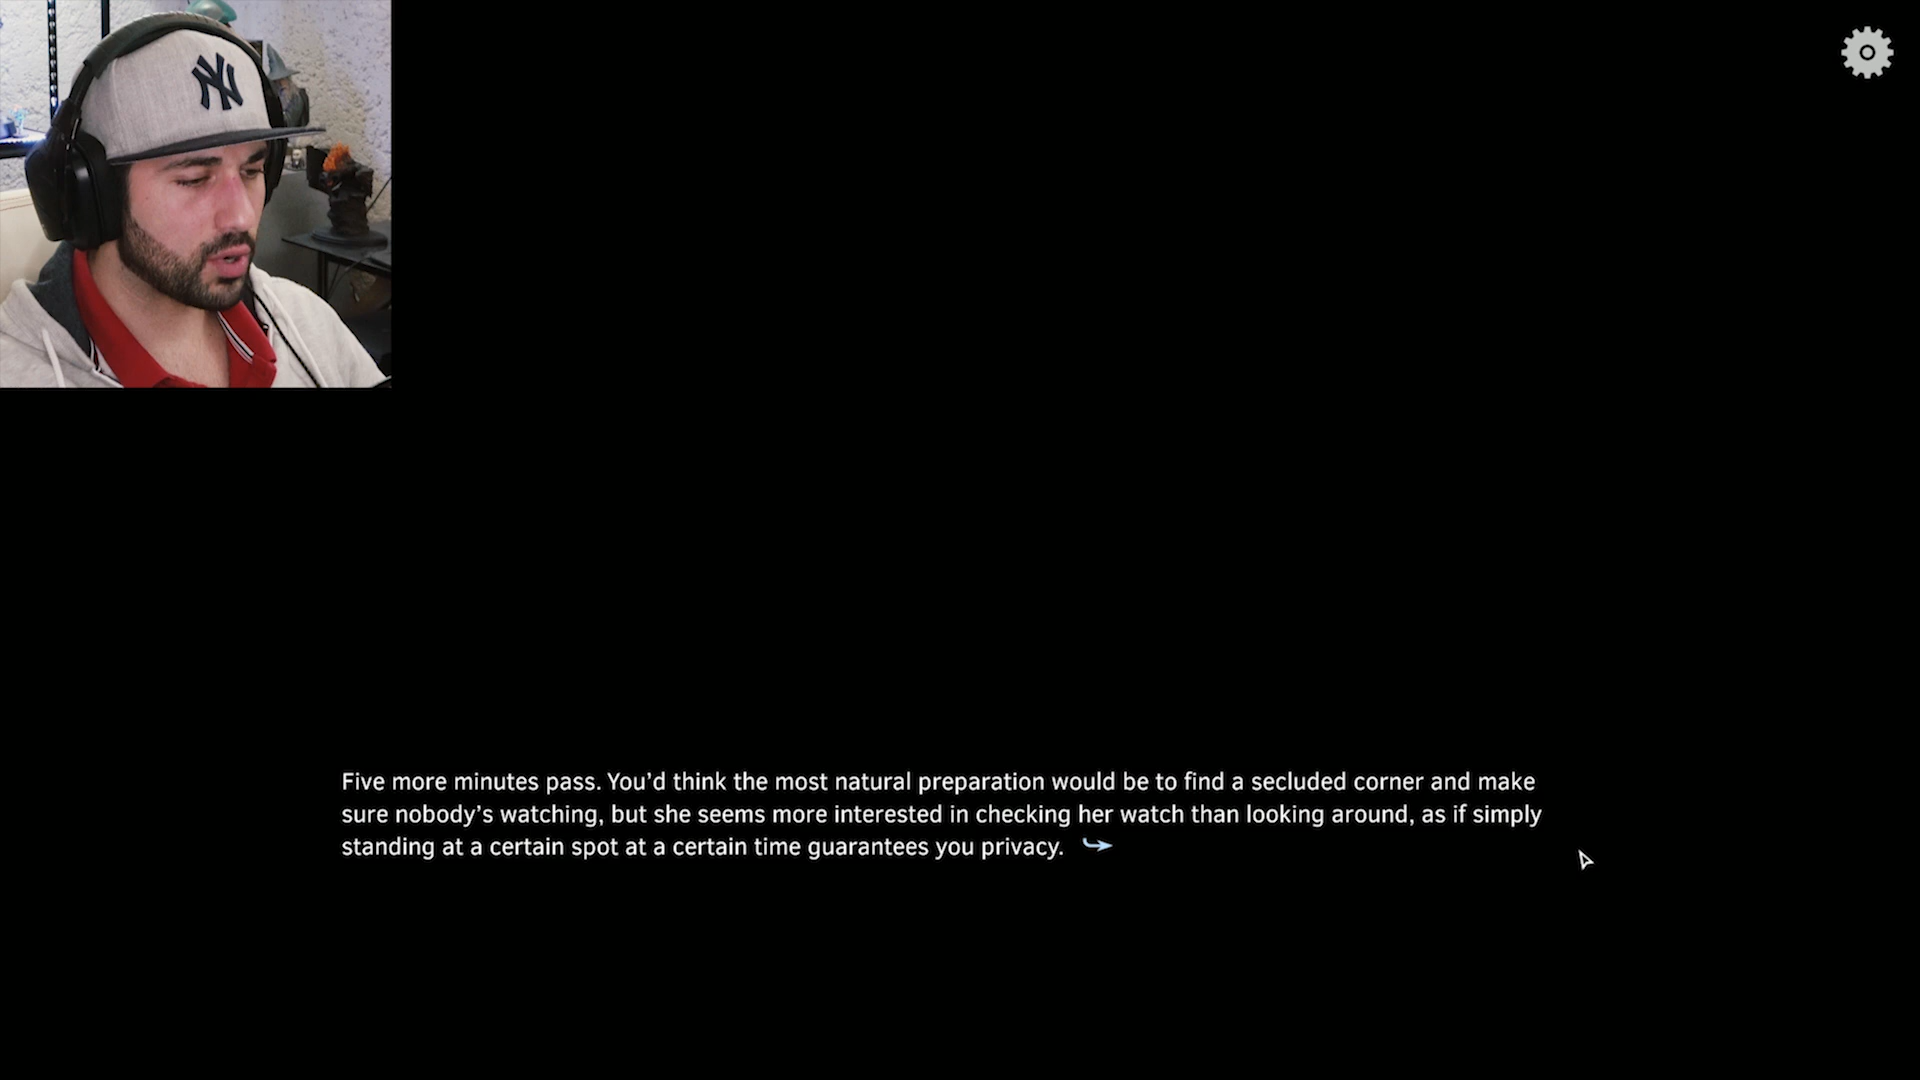 NY
Five more minutes pass. You’d think the most natural preparation would be to find a secluded corner and make
sure nobody’s watching, but she seems more interested in checking her watch than looking around, as if simply
standing at a certain spot at a certain time guarantees you privacy.